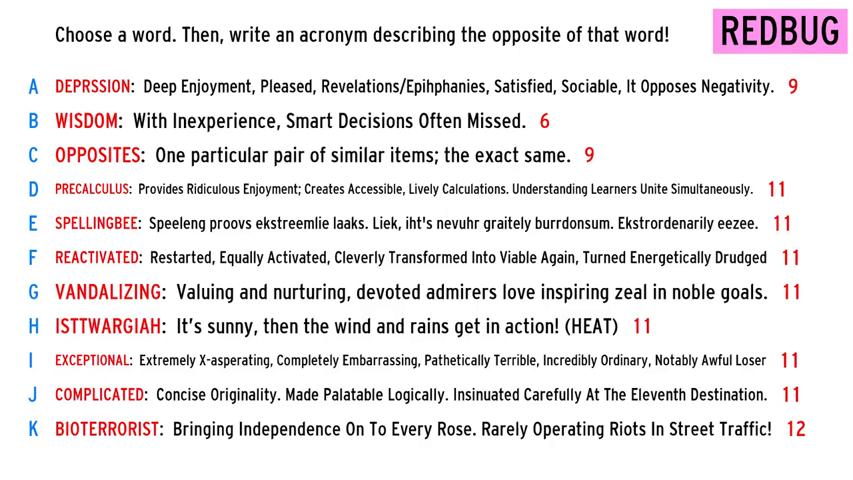 Choose a word. Then, write an acronym describing the opposite of that word!
REDBUG
A DEPRSSION: Deep Enjoyment, Pleased, Revelations/Epihphanies, Satisfied, Sociable, It Opposes Negativity. 9
B WISDOM: With Inexperience, Smart Decisions Often Missed. 6
C OPPOSITES: One particular pair of similar items; the exact same. 9
D PRECALCULUS: Provides Ridiculous Enjoyment; Creates Accessible, Lively Calculations. Understanding Learners Unite Simultaneously. 11
E SPELLINGBEE: Speeleng proovs ekstreemlie laaks. Liek, iht's nevuhr graitely burrdonsum. Ekstrordenarily eezee. 11
F REACTIVATED: Restarted, Equally Activated, Cleverly Transformed Into Viable Again, Turned Energetically Drudged 11
G VANDALIZING: Valuing and nurturing, devoted admirers love inspiring zeal in noble goals. 11
H ISTTWARGIAH: It's sunny, then the wind and rains get in action! (HEAT) 11
I EXCEPTIONAL: Extremely X-asperating, Completely Embarrassing, Pathetically Terrible, Incredibly Ordinary, Notably Awful Loser 11
J COMPLICATED: Concise Originality. Made Palatable Logically. Insinuated Carefully At The Eleventh Destination. 11
K BIOTERRORIST: Bringing Independence On To Every Rose. Rarely Operating Riots In Street Traffic! 12